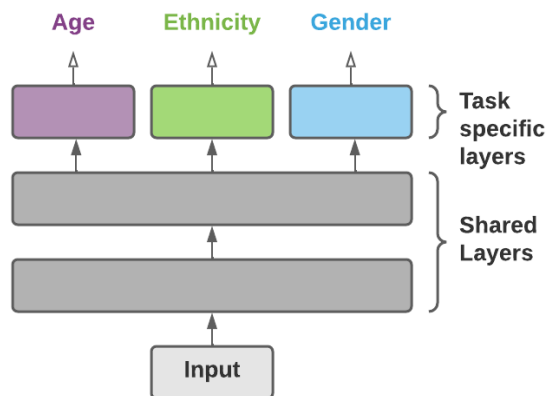 Age Ethnicity Gender
Task
specific
layers
Shared
Layers
Input